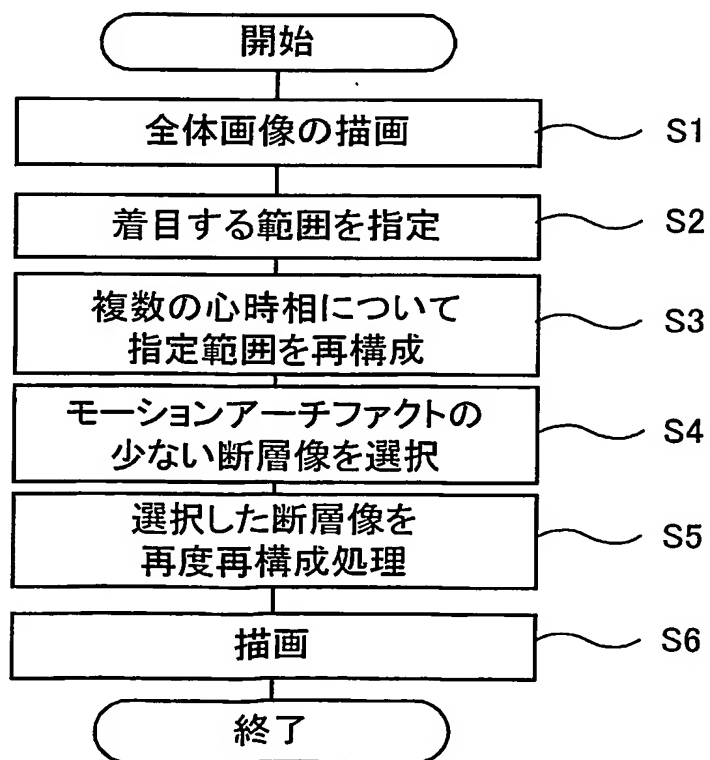 開始
全体画像の描画 S1
着目する範囲を指定 S2
複数の心時相について
指定範囲を再構成 S3
モーションアーチファクトの
少ない断層像を選択 S4
選択した断層像を
再度再構成処理 S5
描画 S6
終了